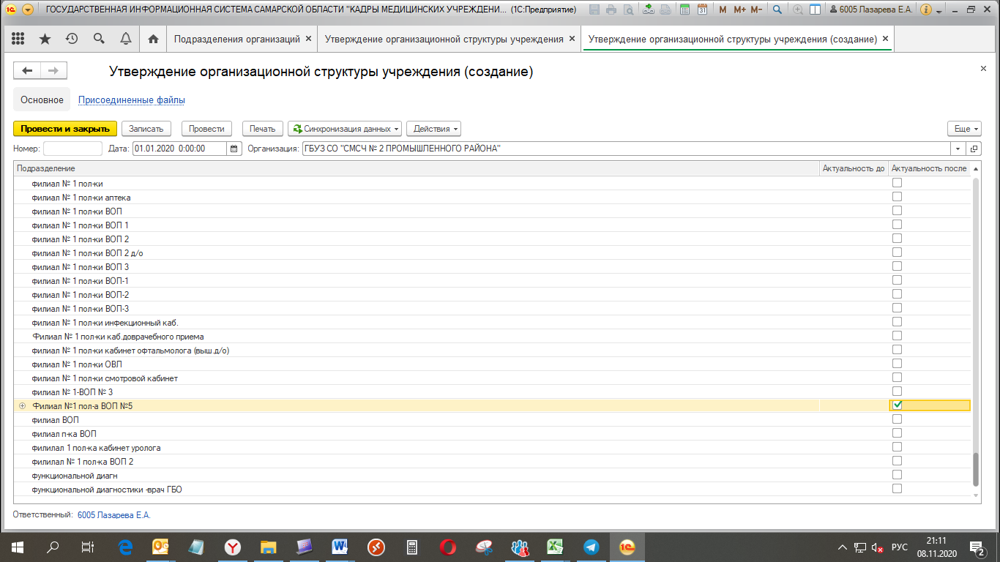 ГОСУДАРСТВЕННАЯ ИНФОРМАЦИОННАЯ СИСТЕМА САМАРСКОЙ ОБЛАСТИ "КАДРЫ МЕДИЦИНСКИХ УЧРЕЖДЕНИ... (1С:Предприятие) M M+ M- 6005 Лазарева Е.А.
Подразделения организаций Утверждение организационной структуры учреждения Утверждение организационной структуры учреждения (создание)
Утверждение организационной структуры учреждения (создание)
Основное Присоединенные файлы
Провести и закрыть Записать Провести Печать Синхронизация данных Действия Еще
Номер: Дата: 01.01.2020 0:00:00 Организация: ГБУЗ СО "СМСЧ № 2 ПРОМЫШЛЕННОГО РАЙОНА"
Подразделение Актуальность до Актуальность после
филиал № 1 пол-ки
филиал № 1 пол-ки аптека
филиал № 1 пол-ки ВОП
филиал № 1 пол-ки ВОП 1
филиал № 1 пол-ки ВОП 2
филиал № 1 пол-ки ВОП 2 д/о
филиал № 1 пол-ки ВОП 3
филиал № 1 пол-ки ВОП-1
филиал № 1 пол-ки ВОП-2
филиал № 1 пол-ки ВОП-3
филиал № 1 пол-ки инфекционный каб.
Филиал № 1 пол-ки каб.доврачебного приема
филиал № 1 пол-ки кабинет офтальмолога (выш.д/о)
филиал № 1 пол-ки ОВЛ
филиал № 1 пол-ки смотровой кабинет
филиал № 1-ВОП № 3
Филиал №1 пол-а ВОП №5
филиал ВОП
филиал п-ка ВОП
филилал 1 пол-ка кабинет уролога
филилал № 1 пол-ка ВОП 2
функциональной диагн
функциональной диагностики -врач ГБО
Ответственный: 6005 Лазарева Е.А.
РУС 21:11
08.11.2020 2